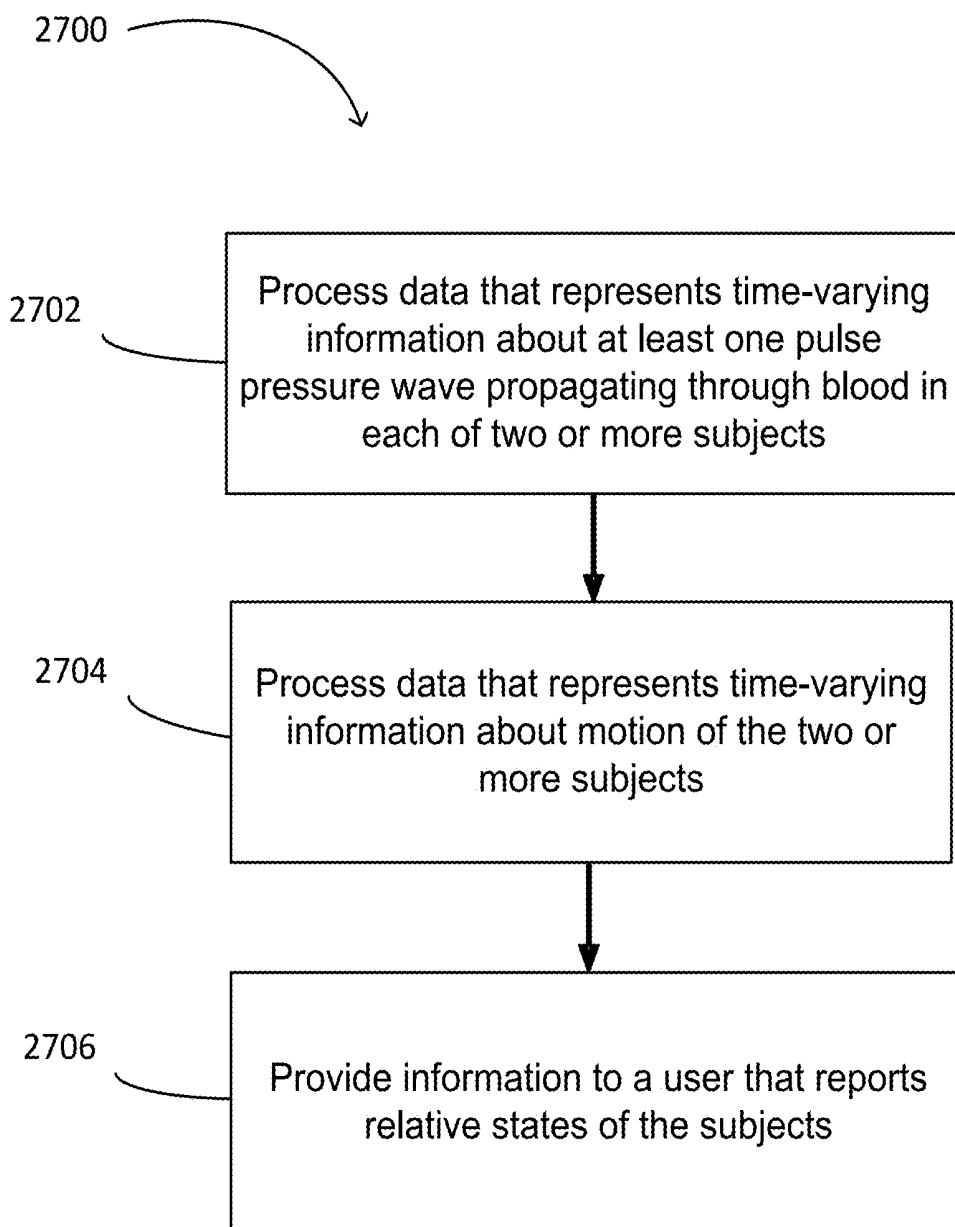 2700
2702
Process data that represents time-varying
information about at least one pulse
pressure wave propagating through blood in
each of two or more subjects
2704
Process data that represents time-varying
information about motion of the two or
more subjects
2706
Provide information to a user that reports
relative states of the subjects